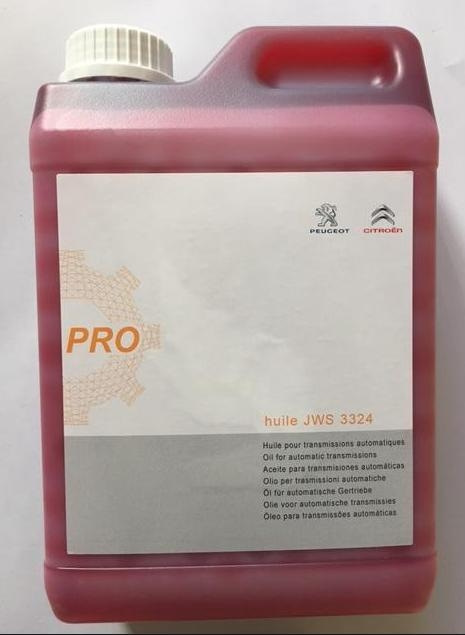 PEUGEOT CITROËN
PRO
huile JWS 3324
Huile pour transmissions automatiques
Oil for automatic transmissions
Aceite para transmisiones automáticas
Olio per trasmissioni automatiche
Öl für automatische Gertriebe
Olie voor automatische transmissies
Óleo para transmissões automáticas